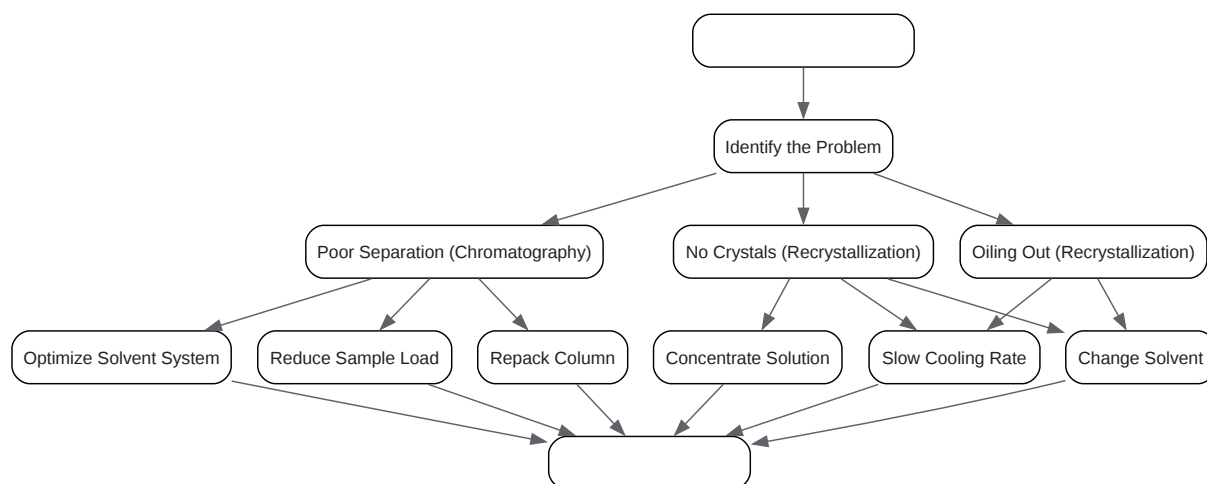 Identify the Problem
Poor Separation (Chromatography)
No Crystals (Recrystallization)
Oiling Out (Recrystallization)
Optimize Solvent System
Reduce Sample Load
Repack Column
Concentrate Solution
Slow Cooling Rate
Change Solvent